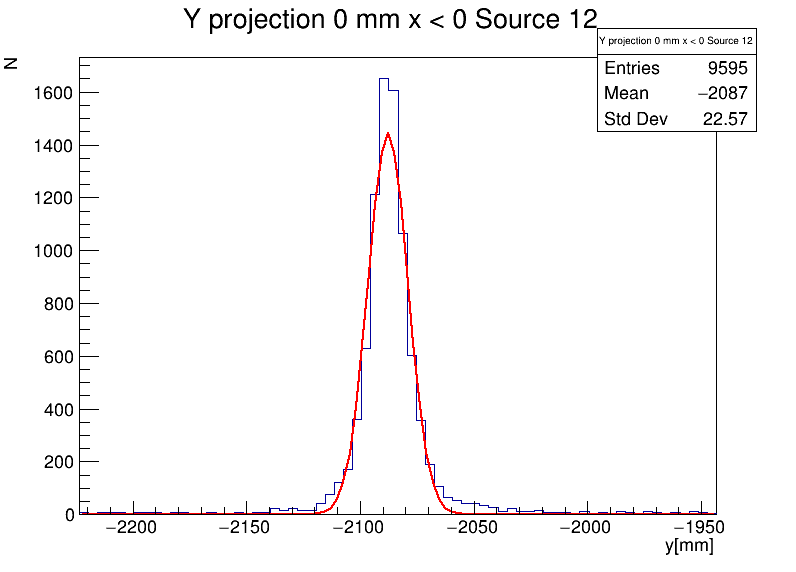 Y projection 0 mm x < 0 Source 12
Y projection 0 mm x < 0 Source 12
Entries 9595
Mean −2087
Std Dev 22.57
N
1600
1400
1200
1000
800
600
400
200
0
−2200 −2150 −2100 −2050 −2000 −1950
y[mm]